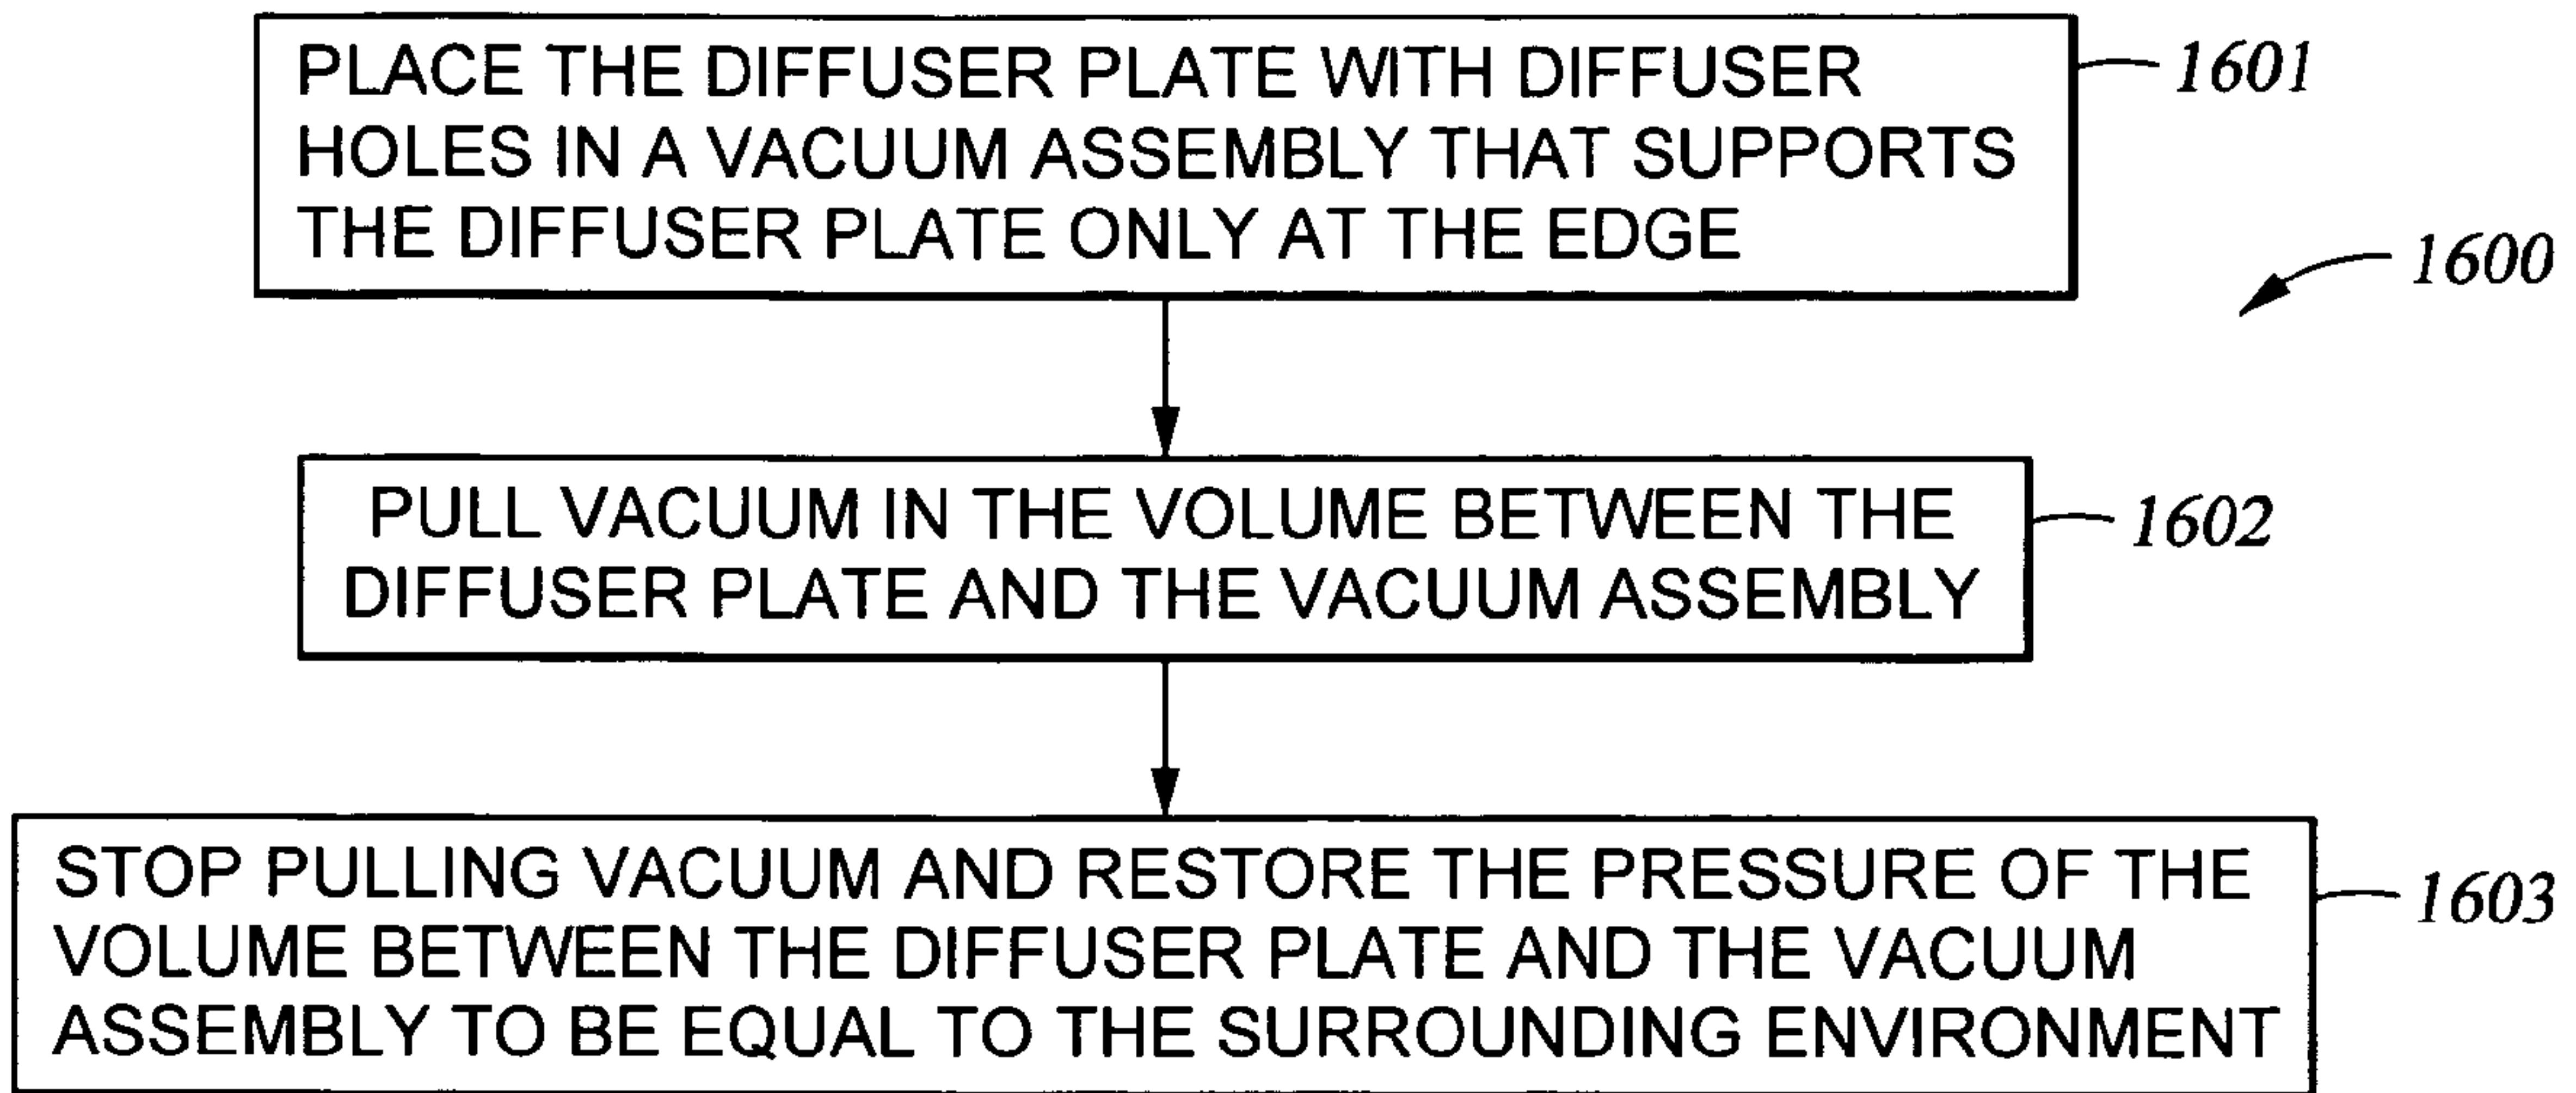 PLACE THE DIFFUSER PLATE WITH DIFFUSER
HOLES IN A VACUUM ASSEMBLY THAT SUPPORTS
THE DIFFUSER PLATE ONLY AT THE EDGE
1601
1600
PULL VACUUM IN THE VOLUME BETWEEN THE
DIFFUSER PLATE AND THE VACUUM ASSEMBLY
1602
STOP PULLING VACUUM AND RESTORE THE PRESSURE OF THE
VOLUME BETWEEN THE DIFFUSER PLATE AND THE VACUUM
ASSEMBLY TO BE EQUAL TO THE SURROUNDING ENVIRONMENT
1603